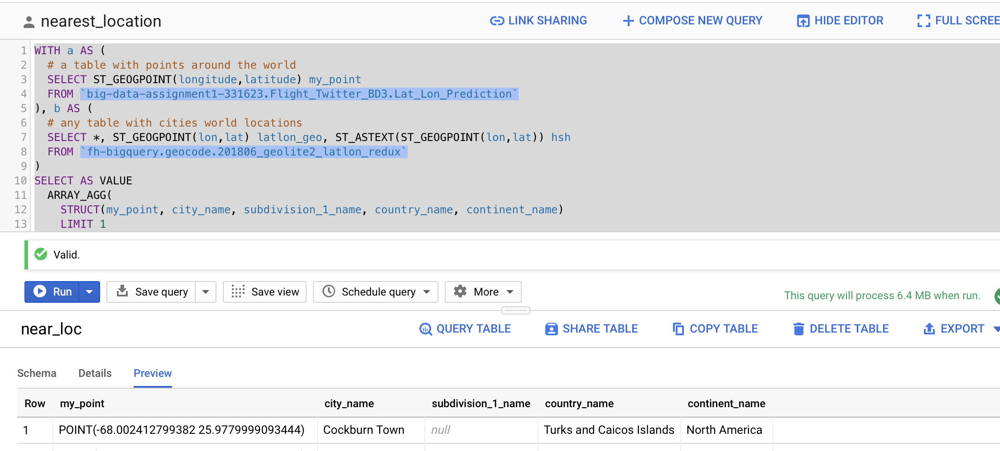 nearest_location
LINK SHARING
COMPOSE NEW QUERY
HIDE EDITOR
FULL SCREE
1 WITH a AS (
2 # a table with points around the world
3 SELECT ST_GEOGPOINT(longitude,latitude) my_point
4 FROM `big-data-assignment1-331623.Flight_Twitter_BD3.Lat_Lon_Prediction`
5 ), b AS (
6 # any table with cities world locations
7 SELECT *, ST_GEOGPOINT(lon,lat) latlon_geo, ST_ASTEXT(ST_GEOGPOINT(lon,lat)) hsh
8 FROM `fh-bigquery.geocode.201806_geolite2_latlon_redux`
9 )
10 SELECT AS VALUE
11 ARRAY_AGG(
12 STRUCT(my_point, city_name, subdivision_1_name, country_name, continent_name)
13 LIMIT 1
Valid.
Run
Save query
Save view
Schedule query
More
This query will process 6.4 MB when run.
near_loc
QUERY TABLE
SHARE TABLE
COPY TABLE
DELETE TABLE
EXPORT
Schema Details Preview
Row my_point city_name subdivision_1_name country_name continent_name
1 POINT(-68.002412799382 25.9779999093444) Cockburn Town null Turks and Caicos Islands North America